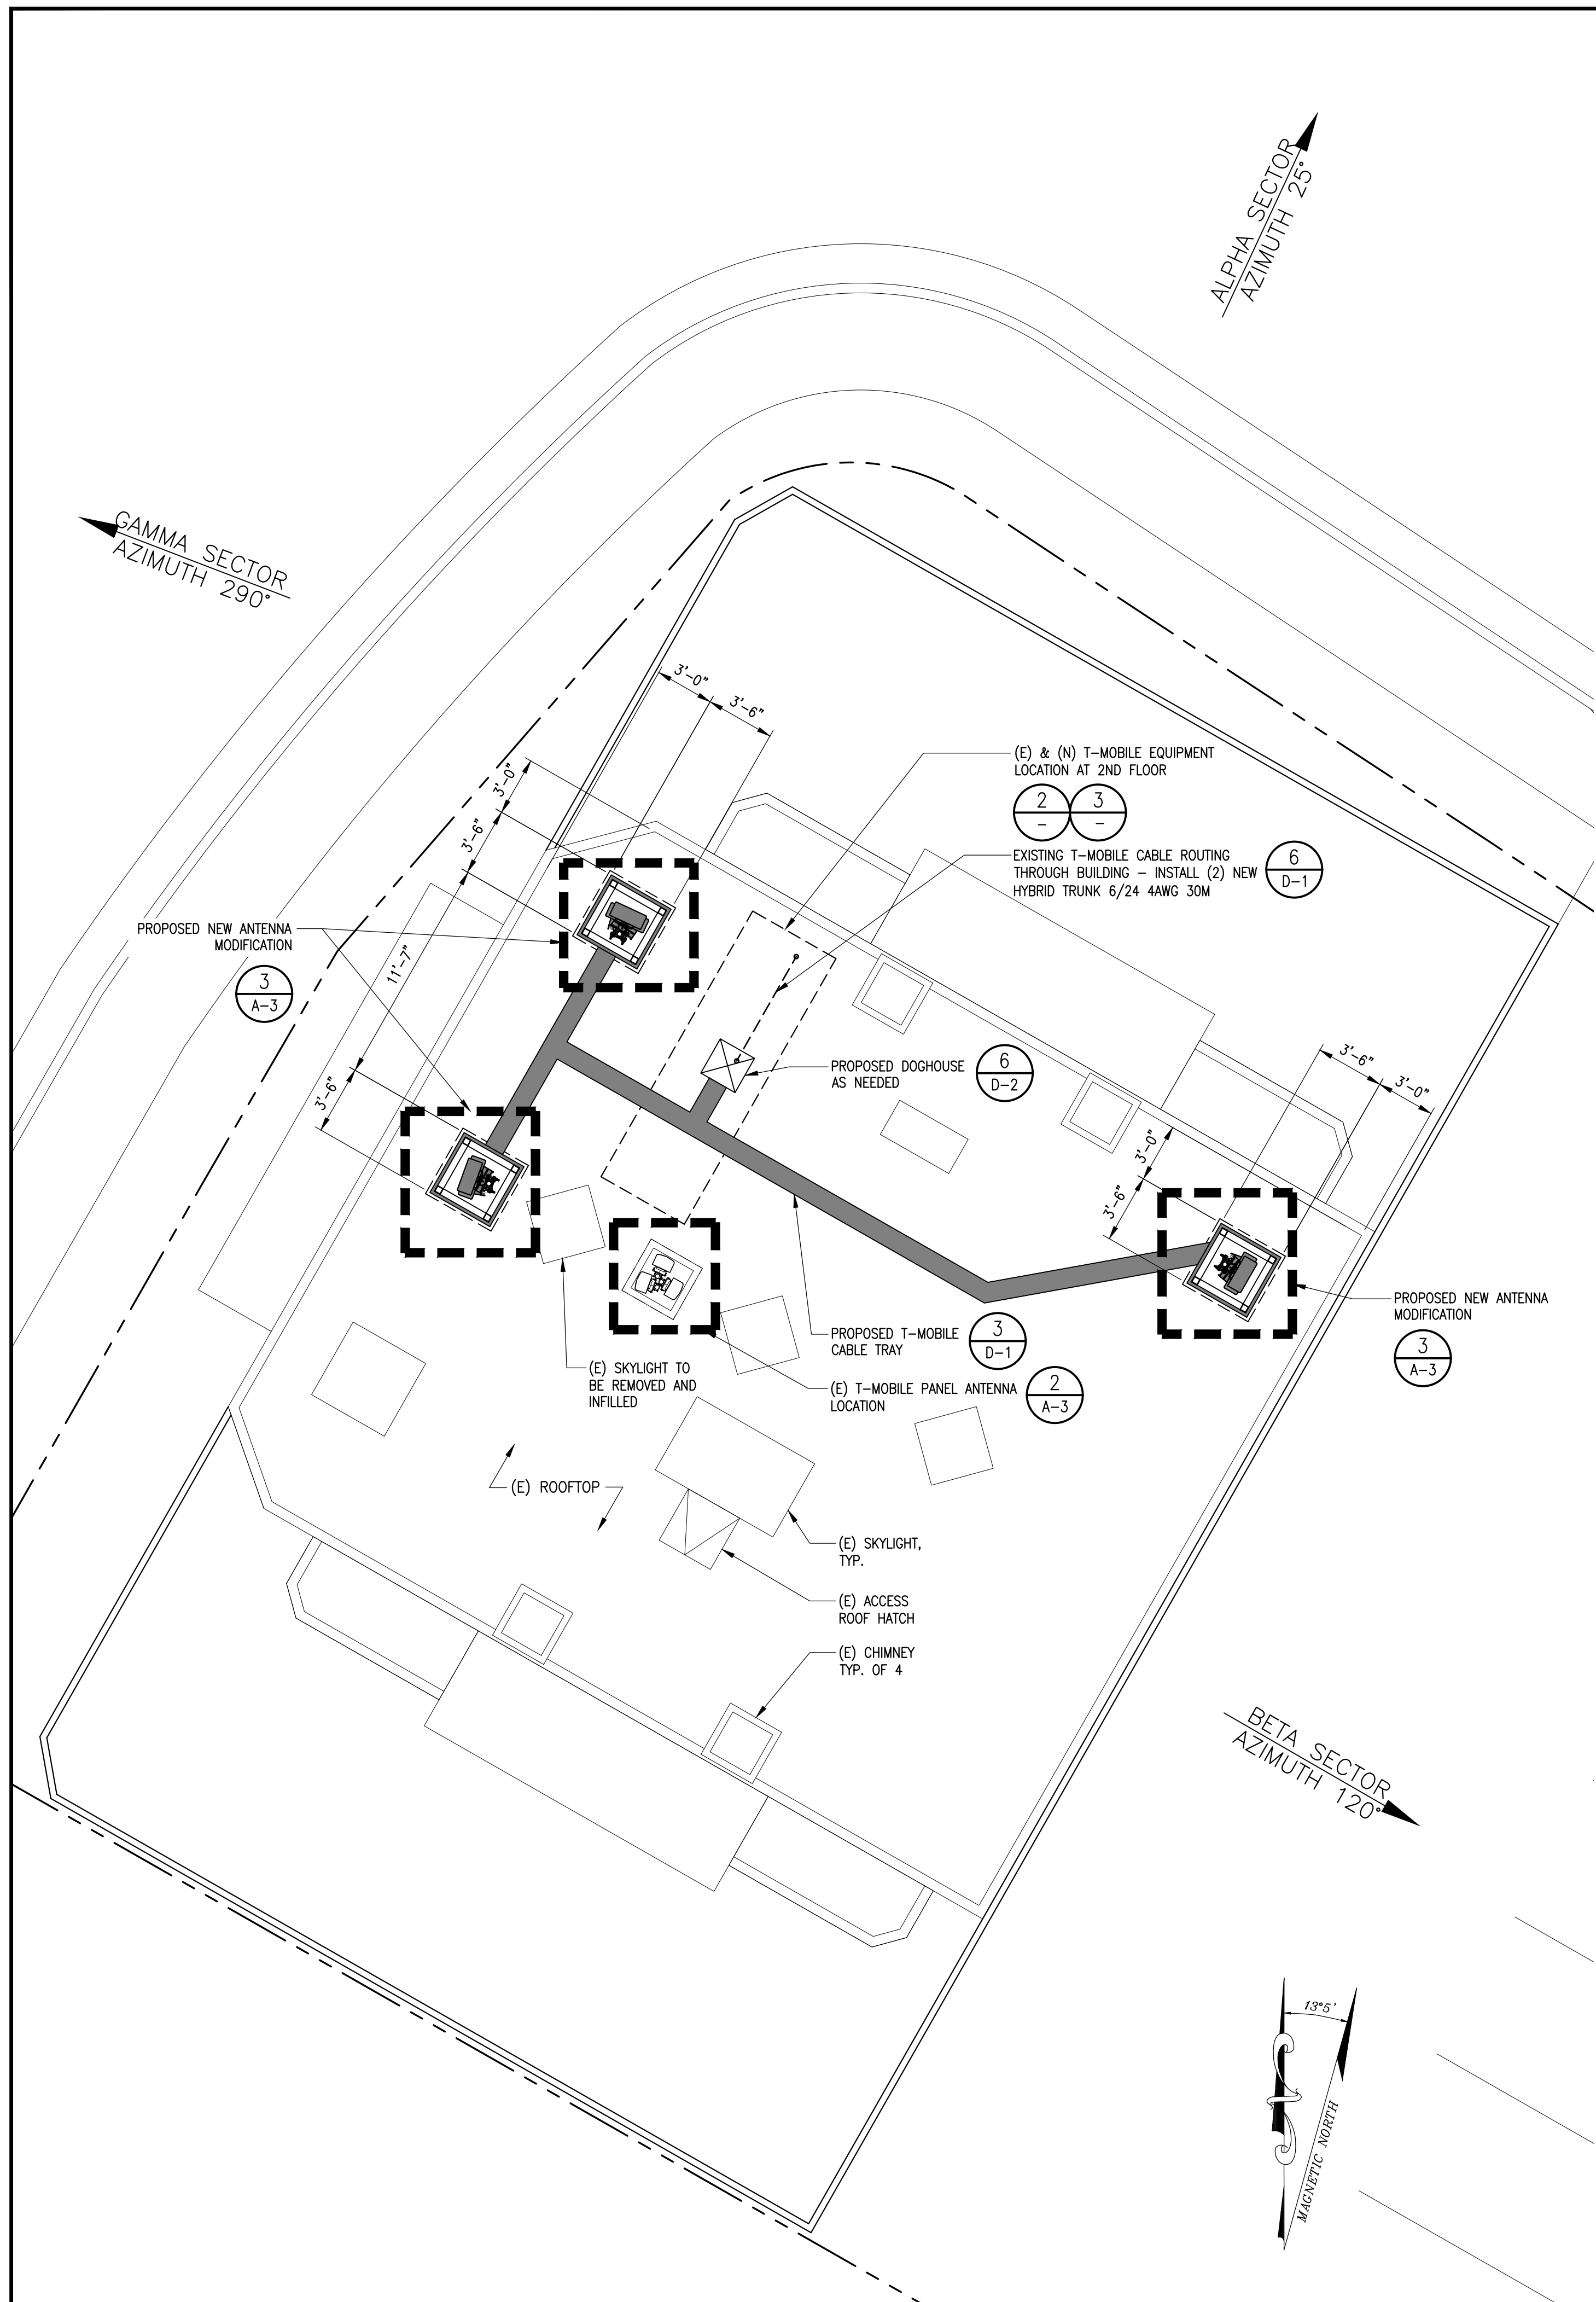 ALPHA SECTOR
AZIMUTH 25°
GAMMA SECTOR
AZIMUTH 290°
3'-0"
3'-6"
3'-0"
3'-6"
11'-7"
3'-6"
(E) & (N) T-MOBILE EQUIPMENT
LOCATION AT 2ND FLOOR
2
-
3
-
EXISTING T-MOBILE CABLE ROUTING
THROUGH BUILDING - INSTALL (2) NEW
HYBRID TRUNK 6/24 4AWG 30M
6
D-1
PROPOSED NEW ANTENNA
MODIFICATION
3
A-3
PROPOSED DOGHOUSE
AS NEEDED
6
D-2
3'-6"
3'-0"
3'-0"
3'-6"
PROPOSED NEW ANTENNA
MODIFICATION
3
A-3
PROPOSED T-MOBILE
CABLE TRAY
3
D-1
(E) SKYLIGHT TO
BE REMOVED AND
INFILLED
(E) T-MOBILE PANEL ANTENNA
LOCATION
2
A-3
(E) ROOFTOP
(E) SKYLIGHT,
TYP.
(E) ACCESS
ROOF HATCH
(E) CHIMNEY
TYP. OF 4
BETA SECTOR
AZIMUTH 120°
13°5'
MAGNETIC NORTH